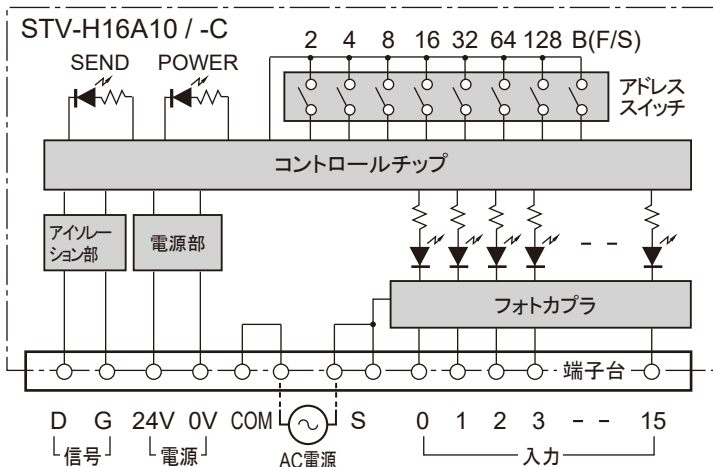 STV-H16A10 / -C
SEND POWER
2 4 8 16 32 64 128 B(F/S)
アドレス
スイッチ
コントロールチップ
アイソレー
ション部
電源部
フォトカプラ
端子台
D G 24V 0V COM S 0 1 2 3 － － 15
信号 電源 AC電源 入力